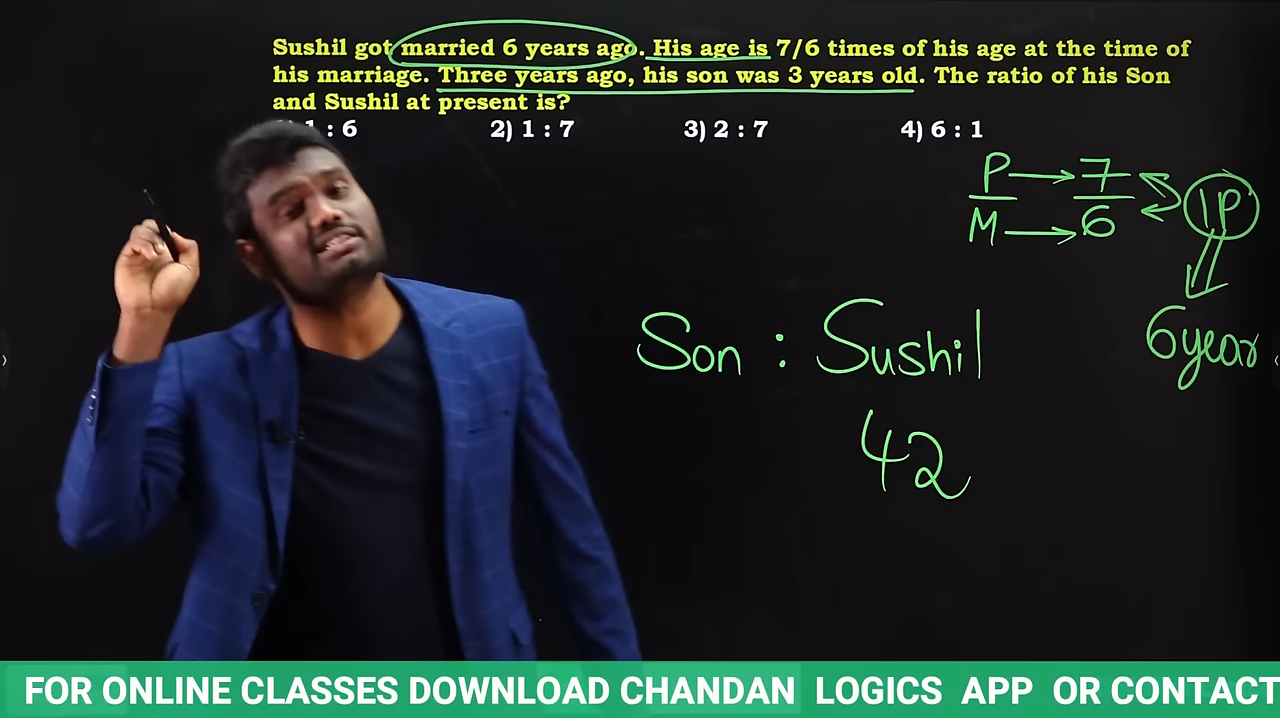 Sushil got married 6 years ago. His age is 7/6 times of his age at the time of
his marriage. Three years ago, his son was 3 years old. The ratio of his Son
and Sushil at present is?
1 : 6 2) 1 : 7 3) 2 : 7 4) 6 : 1
P → 7
M → 6
1P
6year
Son : Sushil
42
FOR ONLINE CLASSES DOWNLOAD CHANDAN LOGICS APP OR CONTACT